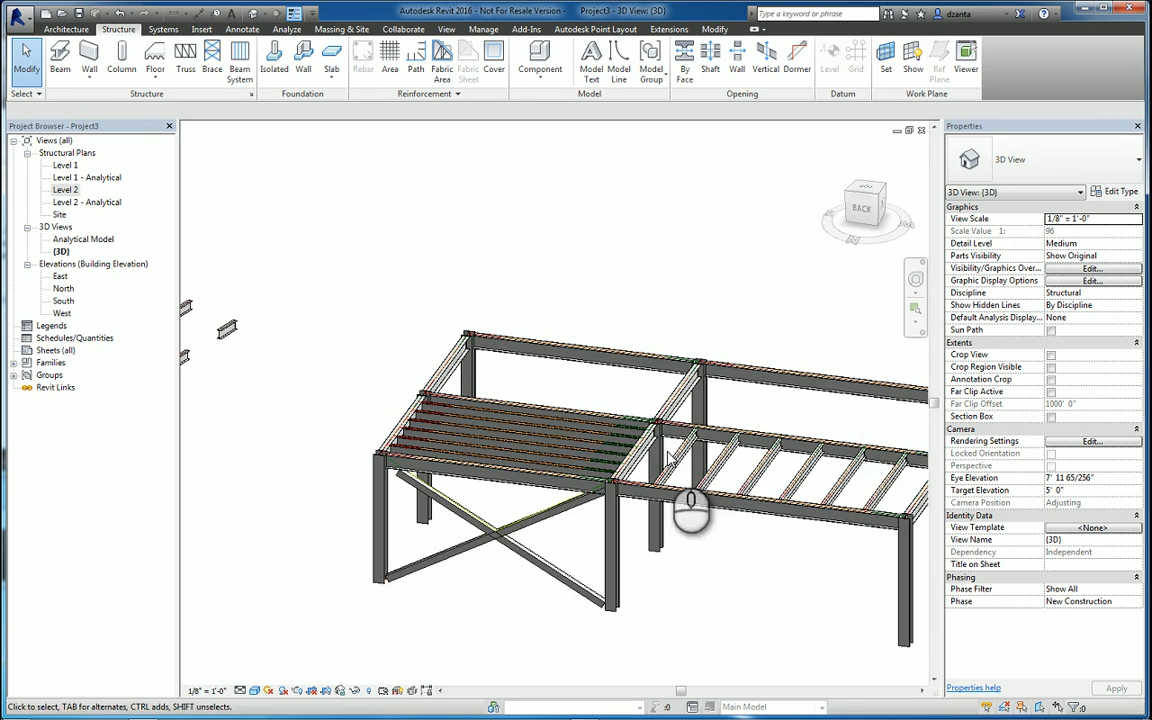 Autodesk Revit 2016 - Not For Resale Version - Project3 - 3D View: {3D}
Type a keyword or phrase
dzanta
Architecture Structure Systems Insert Annotate Analyze Massing & Site Collaborate View Manage Add-Ins Autodesk Point Layout Extensions Modify
Modify Beam Wall Column Floor Truss Brace Beam System Isolated Wall Slab Rebar Area Path Fabric Area Fabric Sheet Cover Component Model Text Model Line Model Group By Face Shaft Wall Vertical Dormer Level Grid Set Show Ref Plane Viewer
Select Structure Foundation Reinforcement Model Opening Datum Work Plane
Project Browser - Project3
Views (all)
Structural Plans
Level 1
Level 1 - Analytical
Level 2
Level 2 - Analytical
Site
3D Views
Analytical Model
{3D}
Elevations (Building Elevation)
East
North
South
West
Legends
Schedules/Quantities
Sheets (all)
Families
Groups
Revit Links
BACK
Properties
3D View
3D View: {3D} Edit Type
Graphics
View Scale 1/8" = 1'-0"
Scale Value 1: 96
Detail Level Medium
Parts Visibility Show Original
Visibility/Graphics Over... Edit...
Graphic Display Options Edit...
Discipline Structural
Show Hidden Lines By Discipline
Default Analysis Display... None
Sun Path
Extents
Crop View
Crop Region Visible
Annotation Crop
Far Clip Active
Far Clip Offset 1000' 0"
Section Box
Camera
Rendering Settings Edit...
Locked Orientation
Perspective
Eye Elevation 7' 11 65/256"
Target Elevation 5' 0"
Camera Position Adjusting
Identity Data
View Template <None>
View Name {3D}
Dependency Independent
Title on Sheet
Phasing
Phase Filter Show All
Phase New Construction
Properties help Apply
1/8" = 1'-0"
Click to select, TAB for alternates, CTRL adds, SHIFT unselects.
:0 Main Model :0